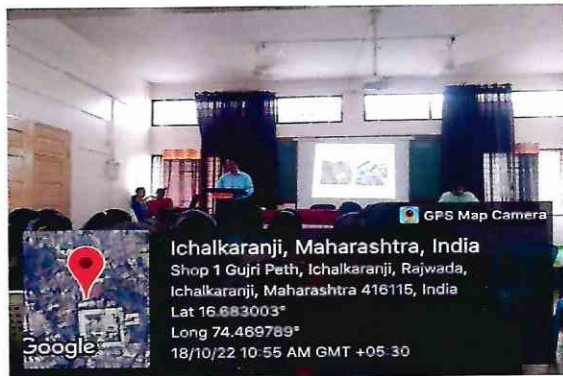 GPS Map Camera
Ichalkaranji, Maharashtra, India
Shop 1 Gujri Peth, Ichalkaranji, Rajwada,
Ichalkaranji, Maharashtra 416115, India
Lat 16.683003°
Long 74.469789°
18/10/22 10:55 AM GMT +05:30
Google